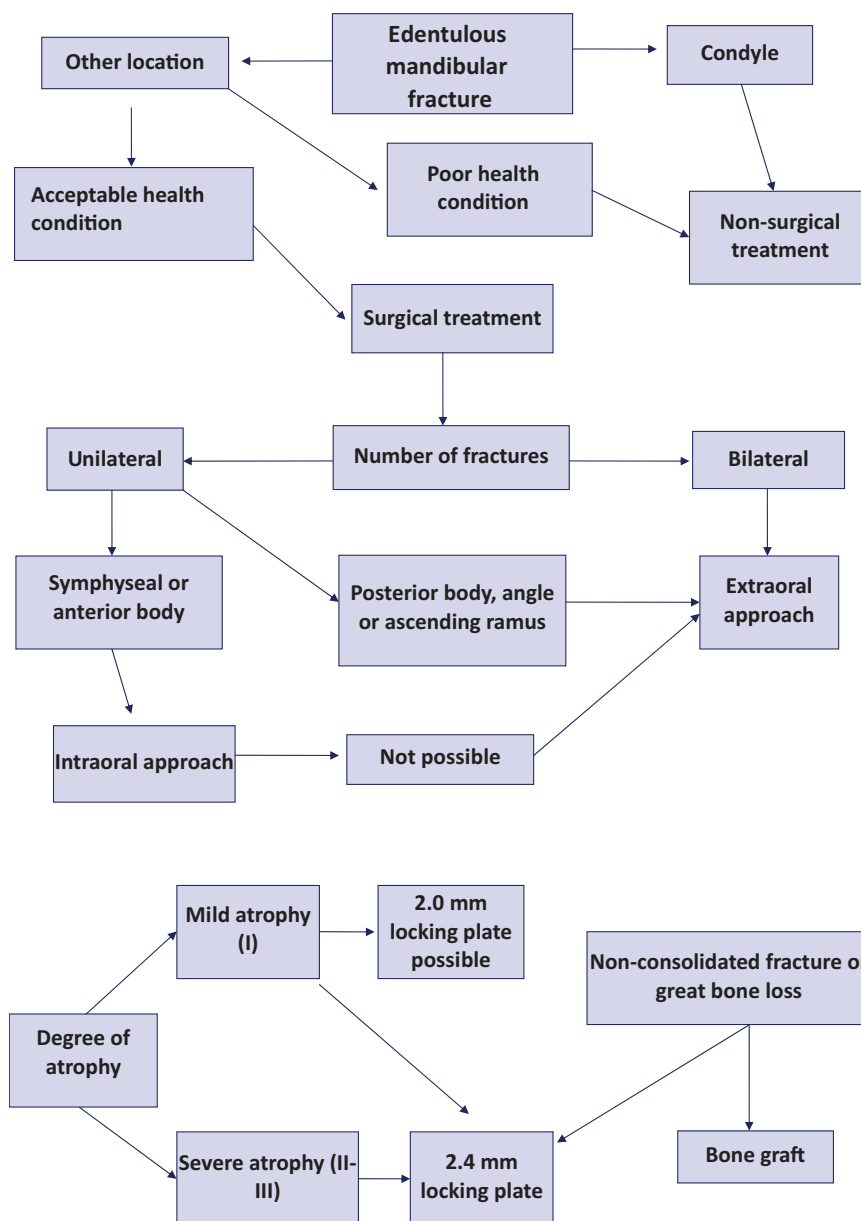 Edentulous
mandibular
fracture
Other location
Condyle
Acceptable health
condition
Poor health
condition
Non-surgical
treatment
Surgical treatment
Unilateral
Number of fractures
Bilateral
Symphyseal or
anterior body
Posterior body, angle
or ascending ramus
Extraoral
approach
Intraoral approach
Not possible
Mild atrophy
(I)
2.0 mm
locking plate
possible
Non-consolidated fracture o
great bone loss
Degree of
atrophy
Severe atrophy (II-
III)
2.4 mm
locking plate
Bone graft